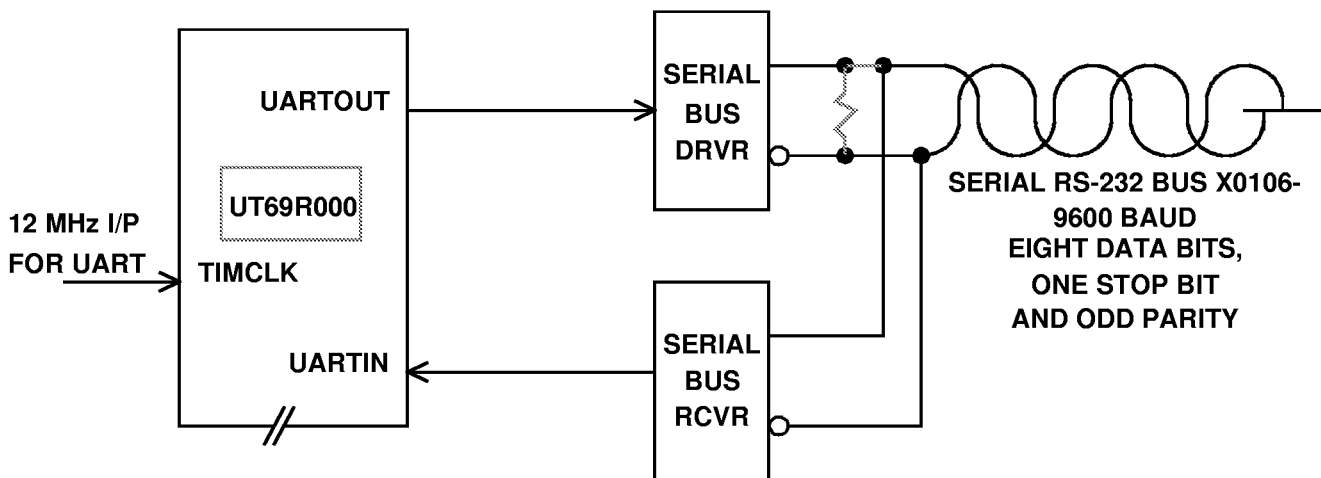 UARTOUT
UT69R000
12 MHz I/P
FOR UART
TIMCLK
UARTIN
SERIAL
BUS
DRVR
SERIAL
BUS
RCVR
SERIAL RS-232 BUS X0106-
9600 BAUD
EIGHT DATA BITS,
ONE STOP BIT
AND ODD PARITY